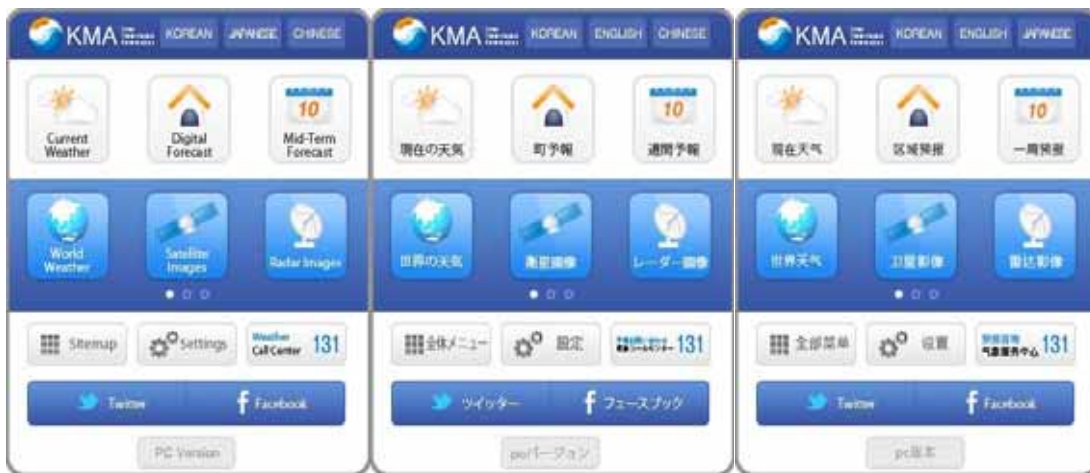 KMA KOREAN JAPANESE CHINESE
Current Weather
Digital Forecast
10
Mid-Term Forecast
World Weather
Satellite Images
Radar Images
Sitemap
Settings
Weather Call Center 131
Twitter
Facebook
PC Version
KMA KOREAN ENGLISH CHINESE
現在の天気
町予報
10
週間予報
世界の天気
衛星画像
レーダー画像
全体メニュー
設定
131
ツイッター
フェースブック
pcバージョン
KMA KOREAN ENGLISH JAPANESE
现在天气
区域预报
10
一周预报
世界天气
卫星影像
雷达影像
全部菜单
设置
气象服务中心 131
Twitter
Facebook
pc版本